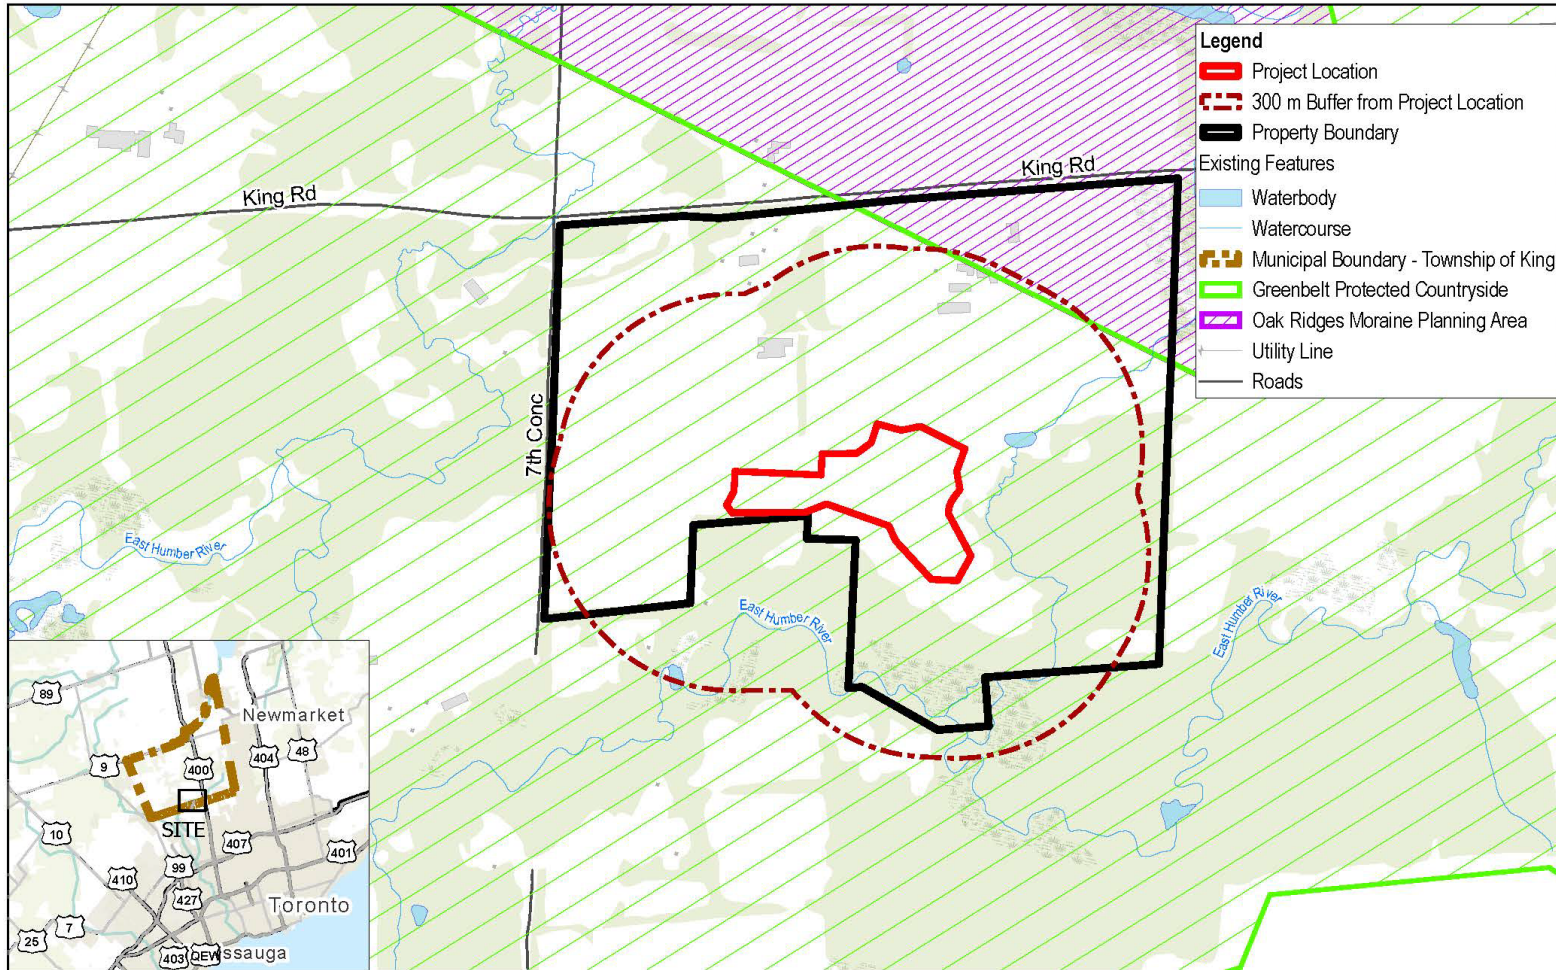 Legend
Project Location
300 m Buffer from Project Location
Property Boundary
Existing Features
Waterbody
Watercourse
Municipal Boundary - Township of King
Greenbelt Protected Countryside
Oak Ridges Moraine Planning Area
Utility Line
Roads
King Rd
King Rd
7th Conc
East Humber River
East Humber River
East Humber River
89
Newmarket
9
400
404
48
SITE
10
407
401
99
410
427
Toronto
7
25
403
QEW
ssauga